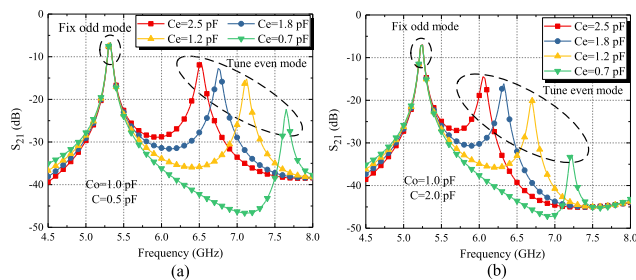 (a)
Fix odd mode
Ce=2.5 pF
Ce=1.8 pF
Ce=1.2 pF
Ce=0.7 pF
Tune even mode
Co=1.0 pF
C=0.5 pF
S21 (dB)
0
-10
-20
-30
-40
-50
4.5 5.0 5.5 6.0 6.5 7.0 7.5 8.0
Frequency (GHz)
(a)
(b)
Fix odd mode
Ce=2.5 pF
Ce=1.8 pF
Ce=1.2 pF
Ce=0.7 pF
Tune even mode
Co=1.0 pF
C=2.0 pF
S21 (dB)
0
-10
-20
-30
-40
-50
4.5 5.0 5.5 6.0 6.5 7.0 7.5 8.0
Frequency (GHz)
(b)